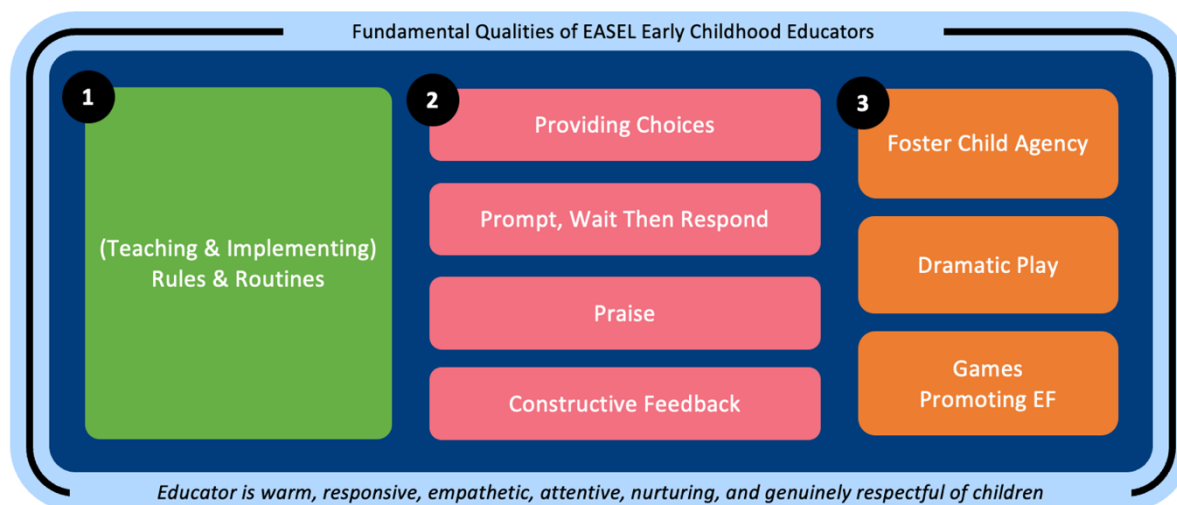 Fundamental Qualities of EASEL Early Childhood Educators
1
(Teaching & Implementing)
Rules & Routines
2
Providing Choices
Prompt, Wait Then Respond
Praise
Constructive Feedback
3
Foster Child Agency
Dramatic Play
Games
Promoting EF
Educator is warm, responsive, empathetic, attentive, nurturing, and genuinely respectful of children